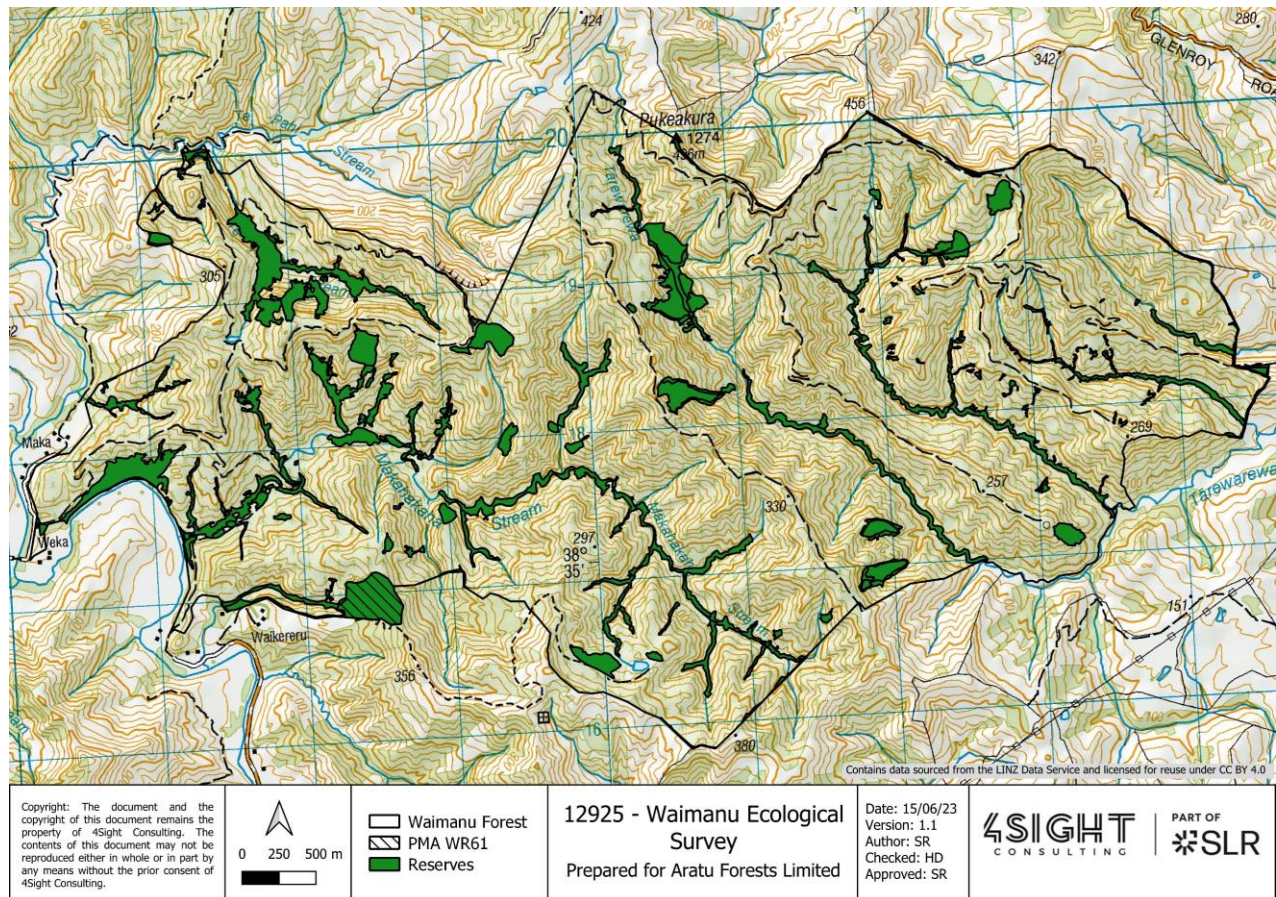 424
300
280
GLENROY
ROA
342
456
Pukeakura
1274
20
Stream
200
19
305
Tarewarewa
Maka
Weka
Makahakatia
18
Stream
297
38°
35'
330
257
269
151
Waikereru
356
16
380
100
Contains data sourced from the LINZ Data Service and licensed for reuse under CC BY 4.0
Copyright: The document and the
copyright of this document remains the
property of 4Sight Consulting. The
contents of this document may not be
reproduced either in whole or in part by
any means without the prior consent of
4Sight Consulting.
0 250 500 m
Waimanu Forest
PMA WR61
Reserves
12925 - Waimanu Ecological
Survey
Prepared for Aratu Forests Limited
Date: 15/06/23
Version: 1.1
Author: SR
Checked: HD
Approved: SR
4SIGHT
CONSULTING
PART OF
SLR